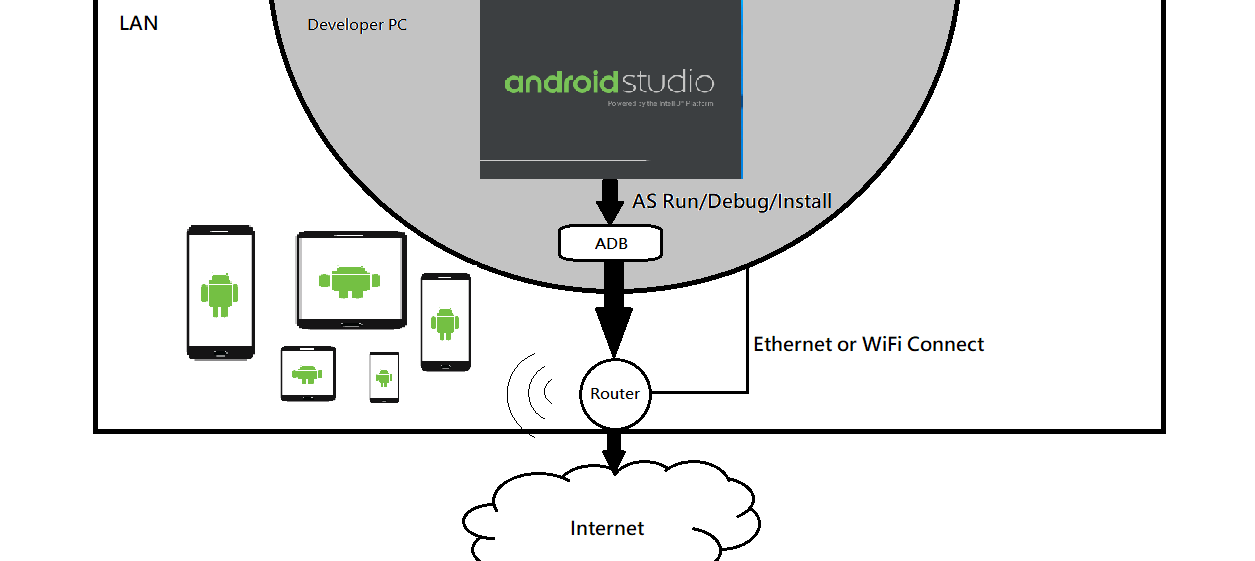 LAN
Developer PC
androidstudio
Powered by the IntelliJ® Platform
AS Run/Debug/Install
ADB
Ethernet or WiFi Connect
Router
Internet